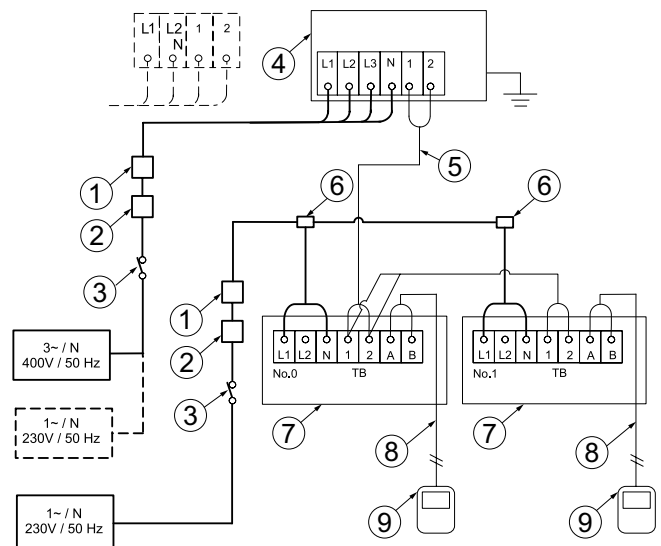 L1 L2 N 1 2
4
L1 L2 L3 N 1 2
1
5
2
6
6
3
1
2
3~ / N
400V / 50 Hz
L1 L2 N 1 2 A B
No.0 TB
L1 L2 N 1 2 A B
No.1 TB
3
1~ / N
230V / 50 Hz
7
8
7
8
1~ / N
230V / 50 Hz
9
9